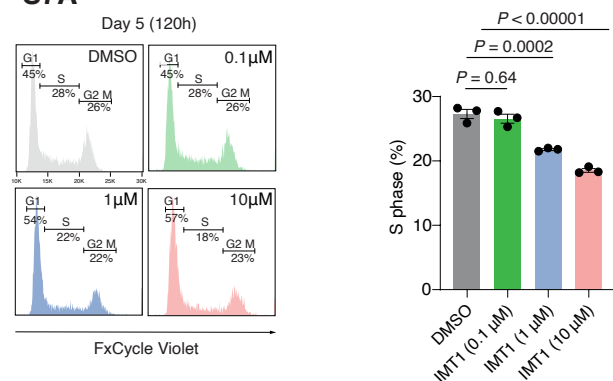 Day 5 (120h)
DMSO
G1
45%
S
28%
G2 M
26%
10K 15K 20K 25K 30K
0.1µM
G1
45%
S
28%
G2 M
26%
1µM
G1
54%
S
22%
G2 M
22%
10µM
G1
57%
S
18%
G2 M
23%
FxCycle Violet
P < 0.00001
P = 0.0002
P = 0.64
S phase (%)
30
20
10
0
DMSO
IMT1 (0.1 µM)
IMT1 (1 µM)
IMT1 (10 µM)